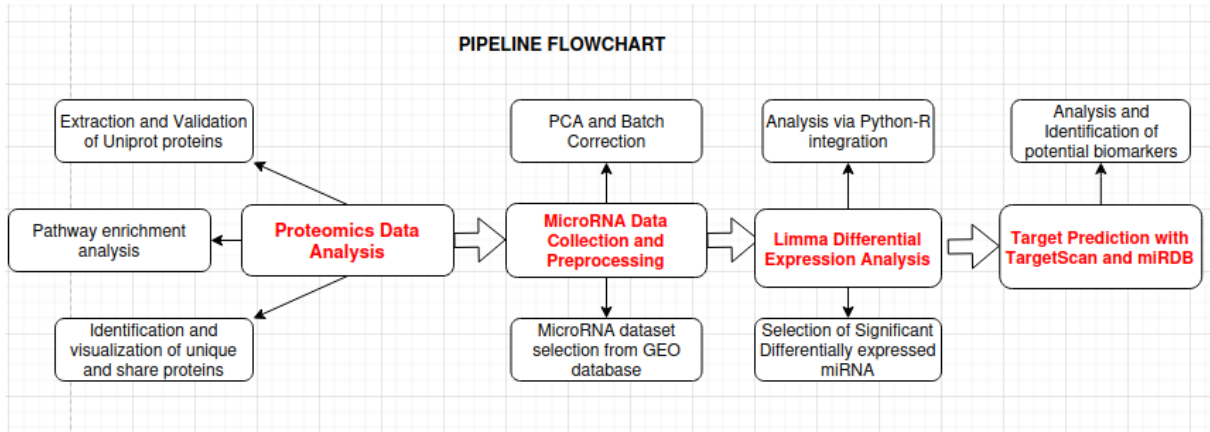 PIPELINE FLOWCHART
Extraction and Validation
of Uniprot proteins
PCA and Batch
Correction
Analysis via Python-R
integration
Analysis and
Identification of
potential biomarkers
Pathway enrichment
analysis
Proteomics Data
Analysis
MicroRNA Data
Collection and
Preprocessing
Limma Differential
Expression Analysis
Target Prediction with
TargetScan and miRDB
Identification and
visualization of unique
and share proteins
MicroRNA dataset
selection from GEO
database
Selection of Significant
Differentially expressed
miRNA